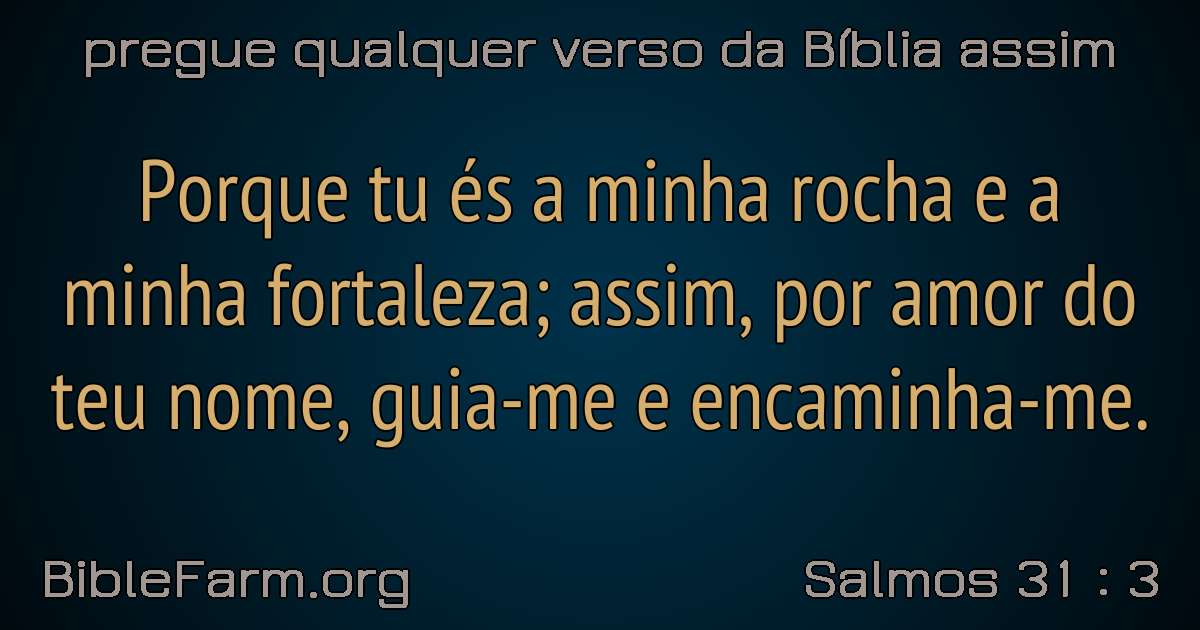 pregue qualquer verso da Bíblia assim
Porque tu és a minha rocha e a
minha fortaleza; assim, por amor do
teu nome, guia-me e encaminha-me.
BibleFarm.org
Salmos 31 : 3